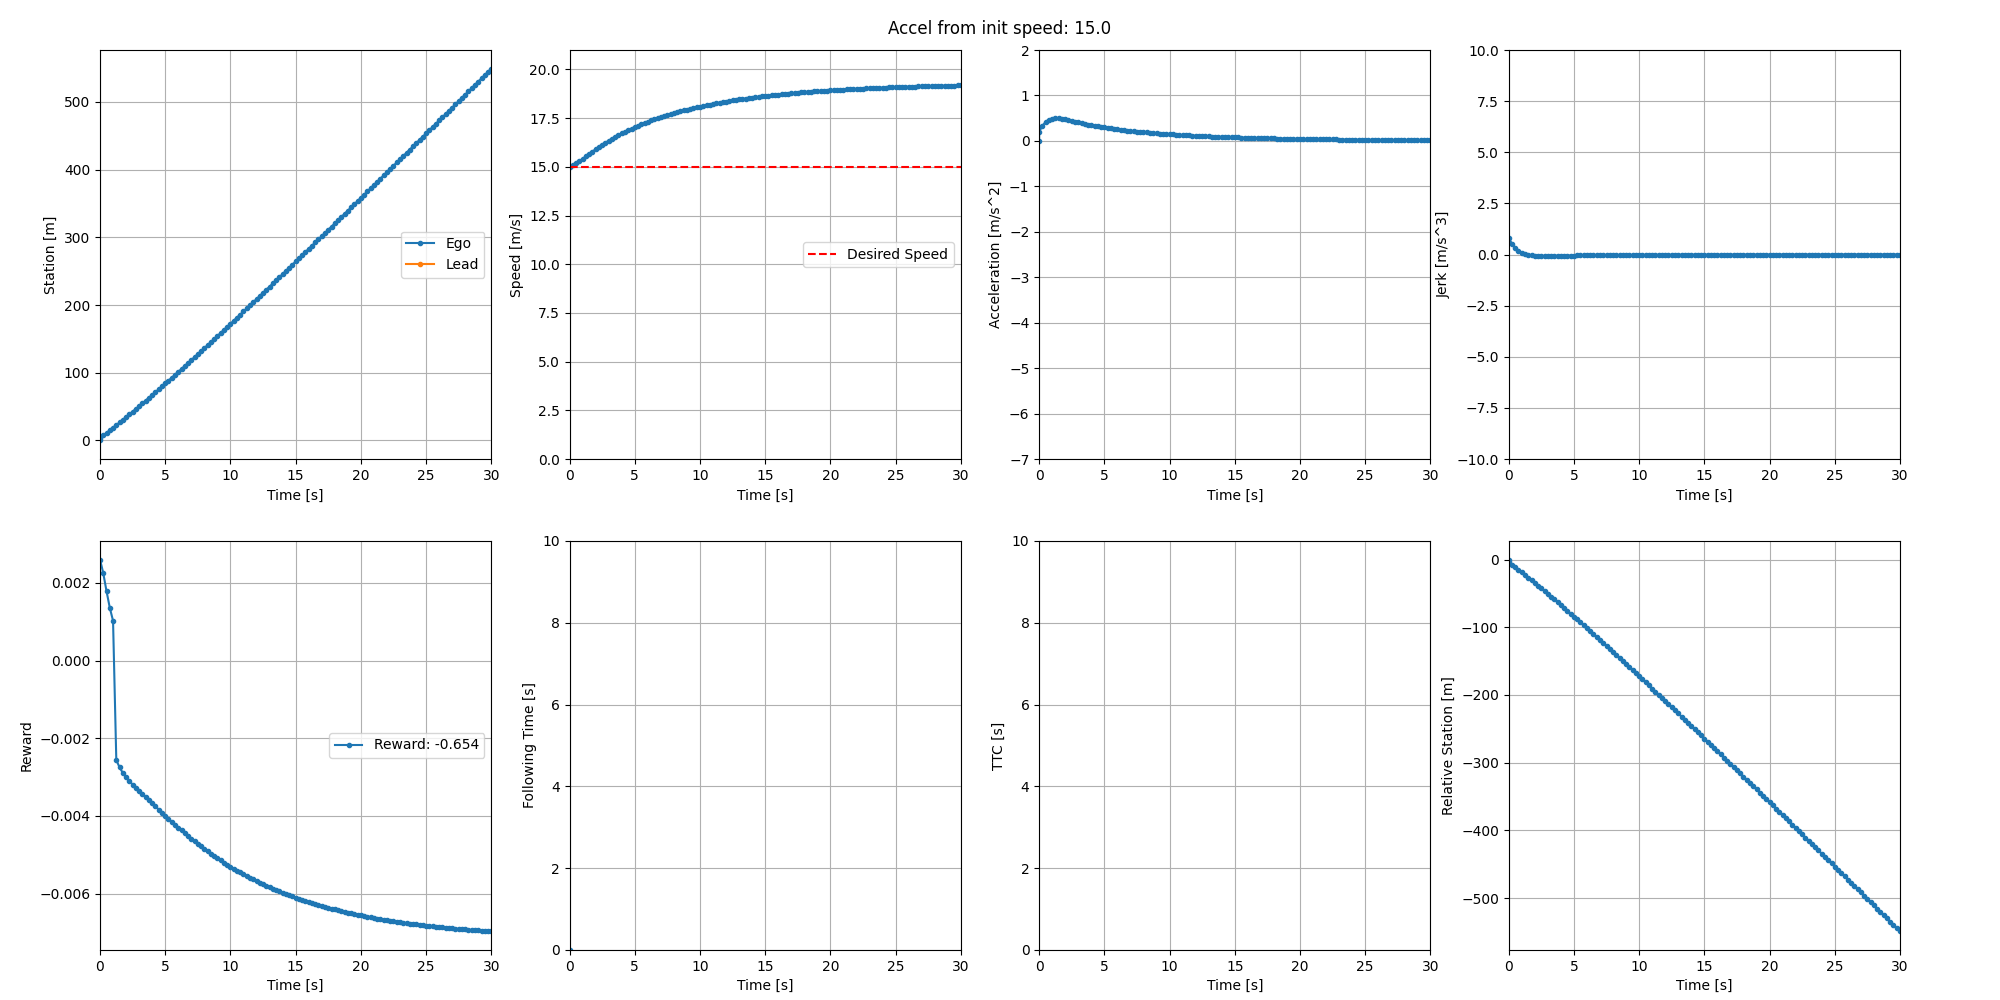 Accel from init speed: 15.0
Station [m]
500
400
300
200
100
0
0 5 10 15 20 25 30
Time [s]
Ego
Lead
Speed [m/s]
20.0
17.5
15.0
12.5
10.0
7.5
5.0
2.5
0.0
0 5 10 15 20 25 30
Time [s]
Desired Speed
Acceleration [m/s^2]
2
1
0
−1
−2
−3
−4
−5
−6
−7
0 5 10 15 20 25 30
Time [s]
Jerk [m/s^3]
10.0
7.5
5.0
2.5
0.0
−2.5
−5.0
−7.5
−10.0
0 5 10 15 20 25 30
Time [s]
Reward
0.002
0.000
−0.002
−0.004
−0.006
0 5 10 15 20 25 30
Time [s]
Reward: -0.654
Following Time [s]
10
8
6
4
2
0
0 5 10 15 20 25 30
Time [s]
TTC [s]
10
8
6
4
2
0
0 5 10 15 20 25 30
Time [s]
Relative Station [m]
0
−100
−200
−300
−400
−500
0 5 10 15 20 25 30
Time [s]